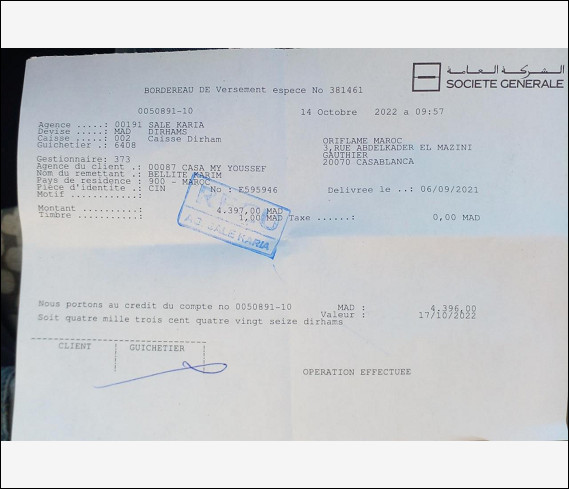 الشركة العامة
SOCIETE GENERALE
BORDEREAU DE Versement espece No 381461
0050891-10 14 Octobre 2022 a 09:57
Agence .....: 00191 SALE KARIA
Devise .....: MAD DIRHAMS
Caisse .....: 002 Caisse Dirham
Guichetier .: 6408
ORIFLAME MAROC
3,RUE ABDELKADER EL MAZINI
GAUTHIER
20070 CASABLANCA
Gestionnaire: 373
Agence du client .: 00087 CASA MY YOUSSEF
Nom du remettant .: BELLITE KARIM
Pays de residence : 900 - MAROC
Pièce d'identite .: CIN No : E595946 Delivree le ..: 06/09/2021
Motif ............:
Montant ..........: 4.397,00 MAD
Timbre ...........: 1,00 MAD Taxe ......: 0,00 MAD
SALE KARIA
Nous portons au credit du compte no 0050891-10 MAD : 4.396,00
Valeur : 17/10/2022
Soit quatre mille trois cent quatre vingt seize dirhams
CLIENT GUICHETIER
OPERATION EFFECTUEE